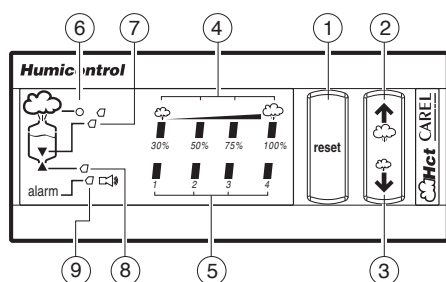 6 7 4 1 2
Humicontrol
30% 50% 75% 100%
reset
Hct CAREL
alarm
1 2 3 4
9 8 5 3